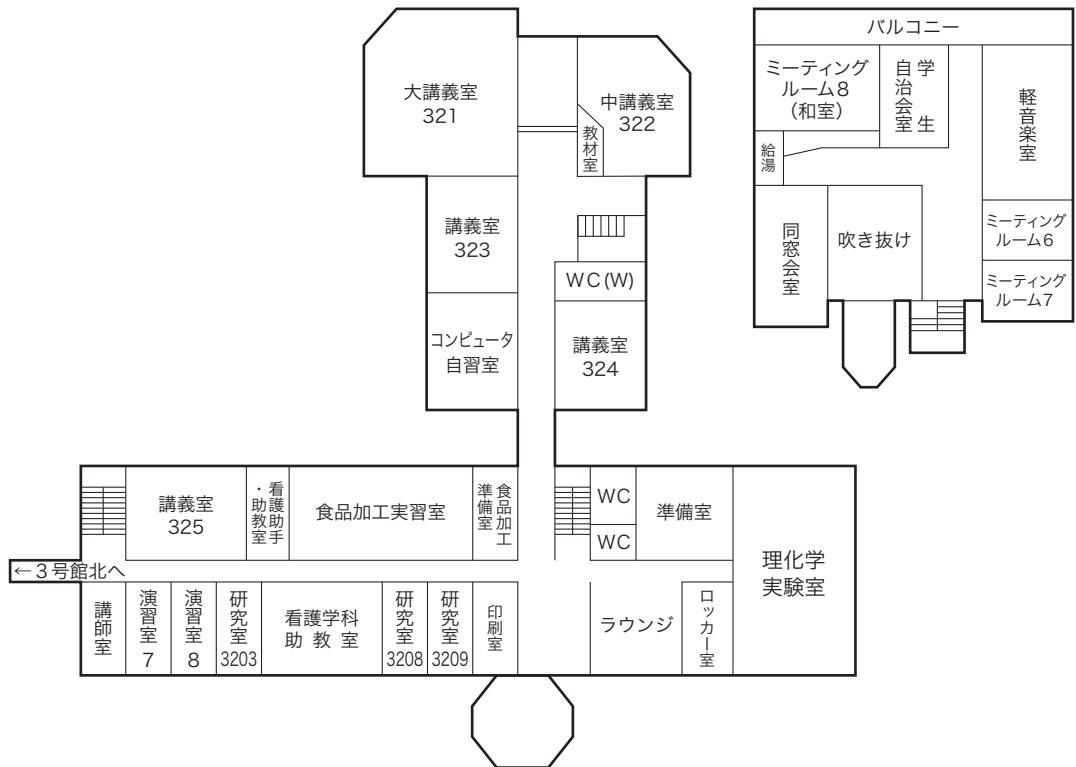 大講義室
321
中講義室
322
教材室
講義室
323
WC(W)
コンピュータ
自習室
講義室
324
バルコニー
ミーティング
ルーム8
（和室）
学生
自治会室
軽音楽室
給湯
ミーティング
ルーム6
同窓会室
吹き抜け
ミーティング
ルーム7
講義室
325
看護助手
・助教室
食品加工実習室
食品加工
準備室
WC
WC
準備室
理化学
実験室
←3号館北へ
講師室
演習室
7
演習室
8
研究室
3203
看護学科
助教室
研究室
3208
研究室
3209
印刷室
ラウンジ
ロッカー室